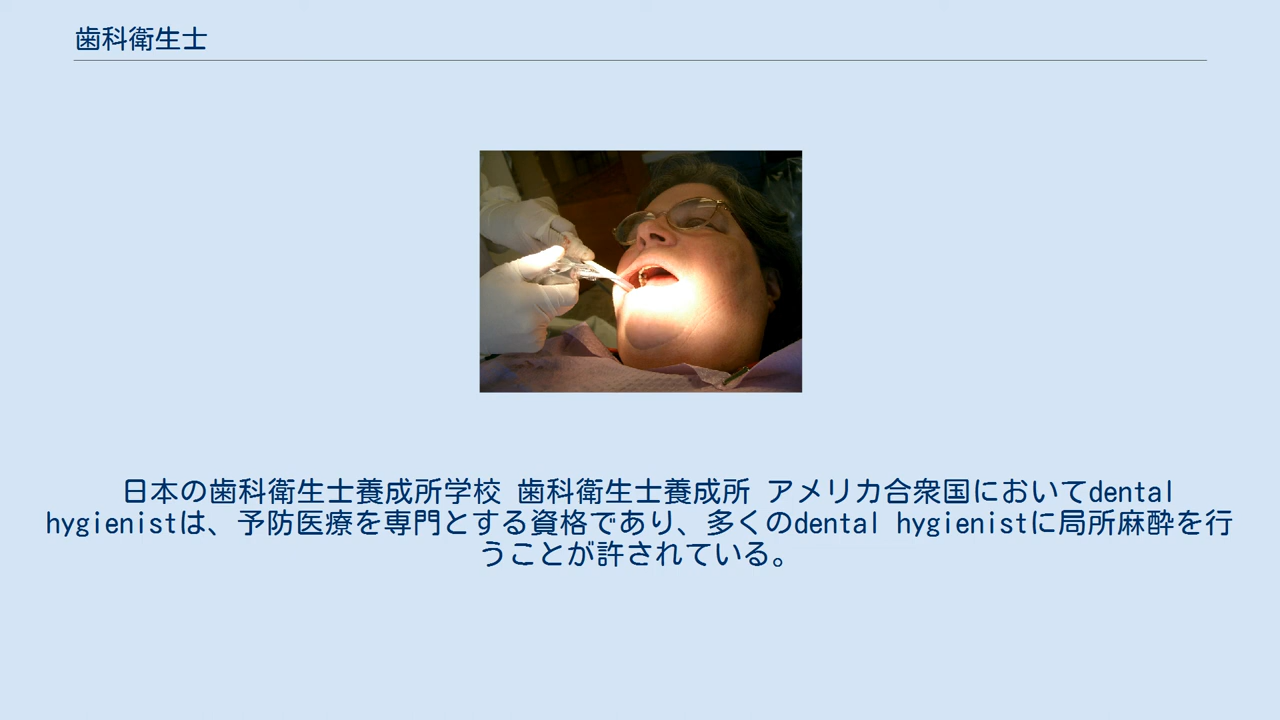 歯科衛生士
日本の歯科衛生士養成所学校 歯科衛生士養成所 アメリカ合衆国においてdental
hygienistは、予防医療を専門とする資格であり、多くのdental hygienistに局所麻酔を行
うことが許されている。